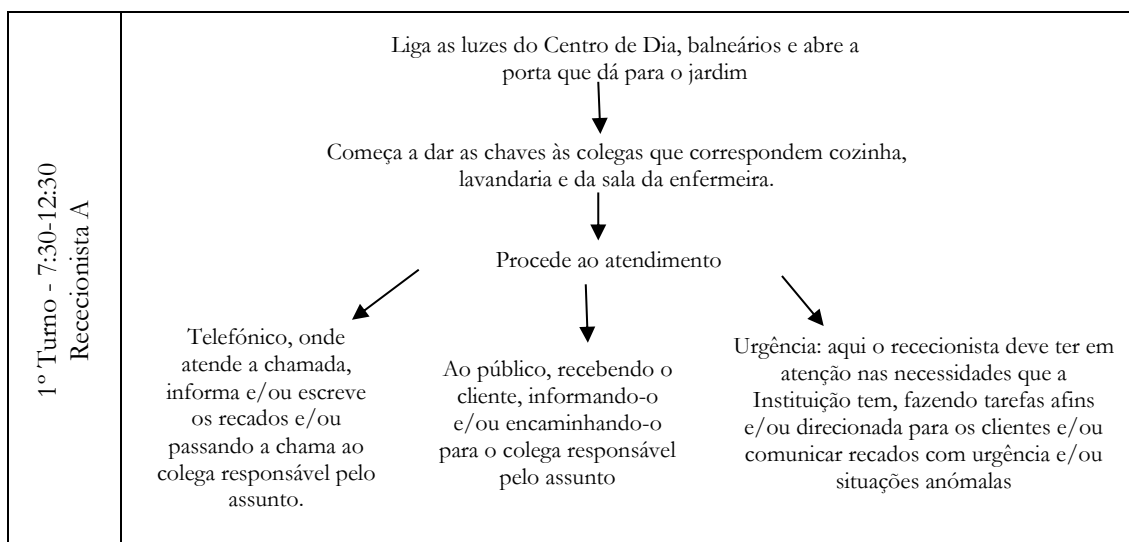 1º Turno - 7:30-12:30
Rececionista A
Liga as luzes do Centro de Dia, balneários e abre a
porta que dá para o jardim
Começa a dar as chaves às colegas que correspondem cozinha,
lavandaria e da sala da enfermeira.
Procede ao atendimento
Telefónico, onde
atende a chamada,
informa e/ou escreve
os recados e/ou
passando a chama ao
colega responsável pelo
assunto.
Ao público, recebendo o
cliente, informando-o
e/ou encaminhando-o
para o colega responsável
pelo assunto
Urgência: aqui o rececionista deve ter em
atenção nas necessidades que a
Instituição tem, fazendo tarefas afins
e/ou direcionada para os clientes e/ou
comunicar recados com urgência e/ou
situações anómalas